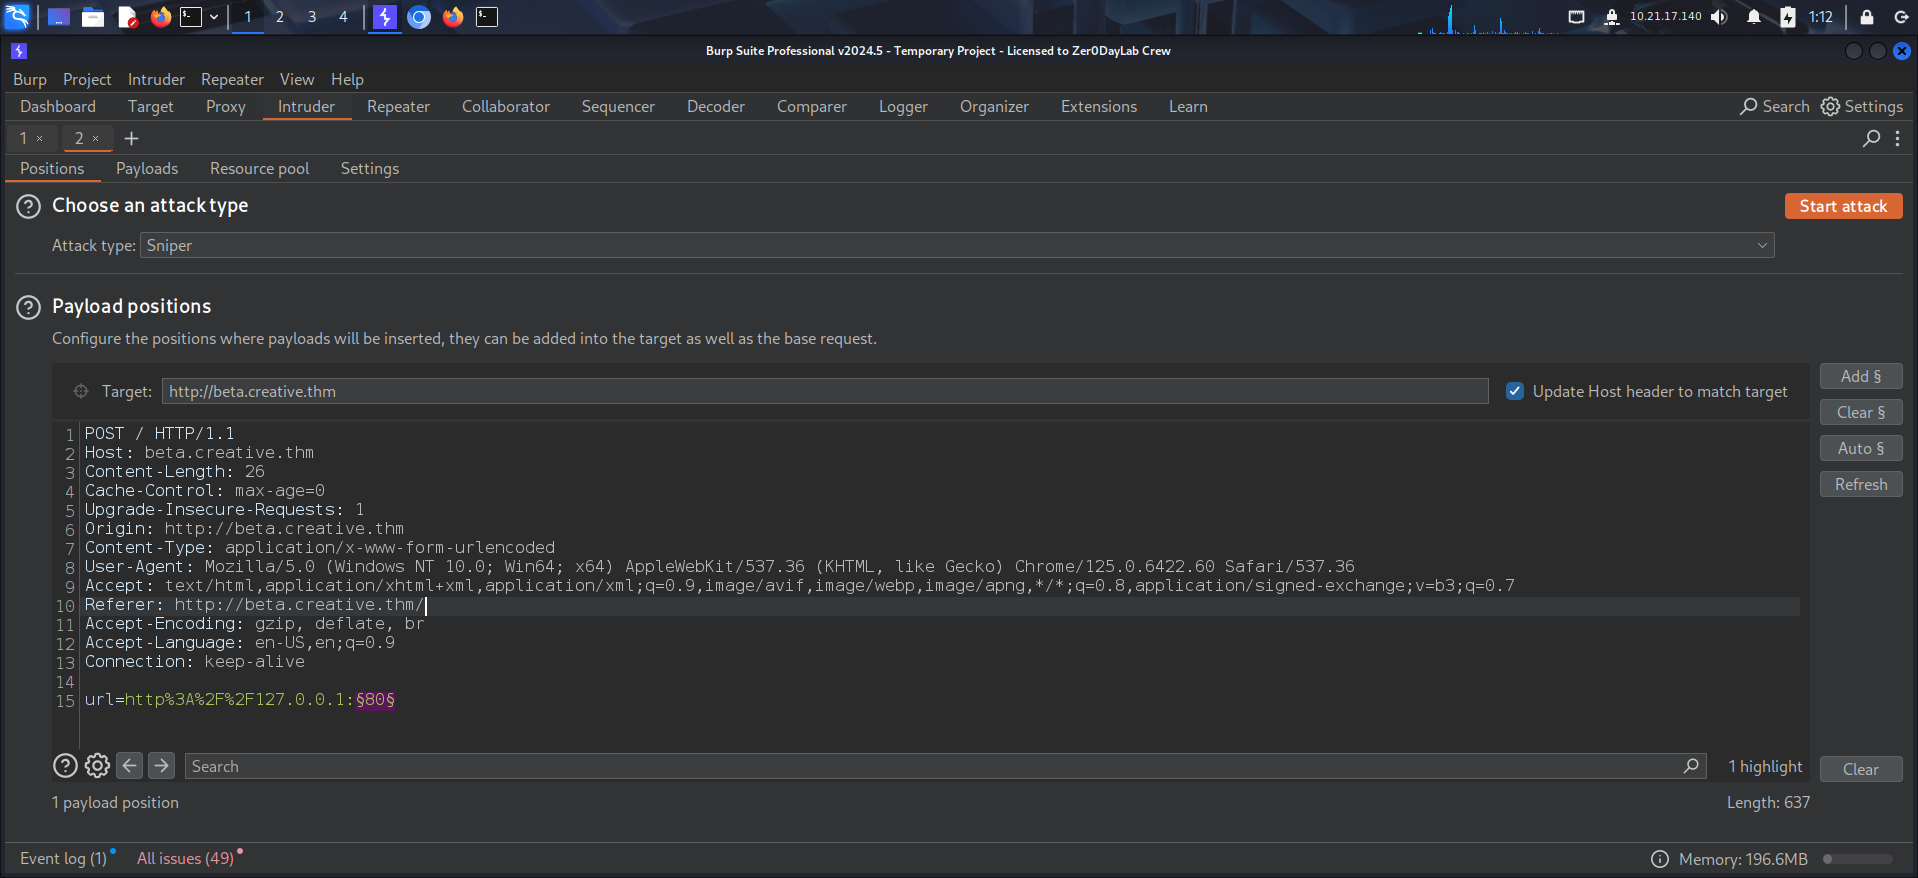 1 2 3 4 10.21.17.140 1:12
Burp Suite Professional v2024.5 - Temporary Project - Licensed to Zer0DayLab Crew
Burp Project Intruder Repeater View Help
Dashboard Target Proxy Intruder Repeater Collaborator Sequencer Decoder Comparer Logger Organizer Extensions Learn Search Settings
1 × 2 × +
Positions Payloads Resource pool Settings
? Choose an attack type Start attack
Attack type: Sniper
? Payload positions
Configure the positions where payloads will be inserted, they can be added into the target as well as the base request.
Target: http://beta.creative.thm Update Host header to match target
Add §
Clear §
Auto §
Refresh
1 POST / HTTP/1.1
2 Host: beta.creative.thm
3 Content-Length: 26
4 Cache-Control: max-age=0
5 Upgrade-Insecure-Requests: 1
6 Origin: http://beta.creative.thm
7 Content-Type: application/x-www-form-urlencoded
8 User-Agent: Mozilla/5.0 (Windows NT 10.0; Win64; x64) AppleWebKit/537.36 (KHTML, like Gecko) Chrome/125.0.6422.60 Safari/537.36
9 Accept: text/html,application/xhtml+xml,application/xml;q=0.9,image/avif,image/webp,image/apng,*/*;q=0.8,application/signed-exchange;v=b3;q=0.7
10 Referer: http://beta.creative.thm/
11 Accept-Encoding: gzip, deflate, br
12 Accept-Language: en-US,en;q=0.9
13 Connection: keep-alive
14
15 url=http%3A%2F%2F127.0.0.1:§80§
? Search 1 highlight Clear
1 payload position Length: 637
Event log (1) All issues (49) Memory: 196.6MB